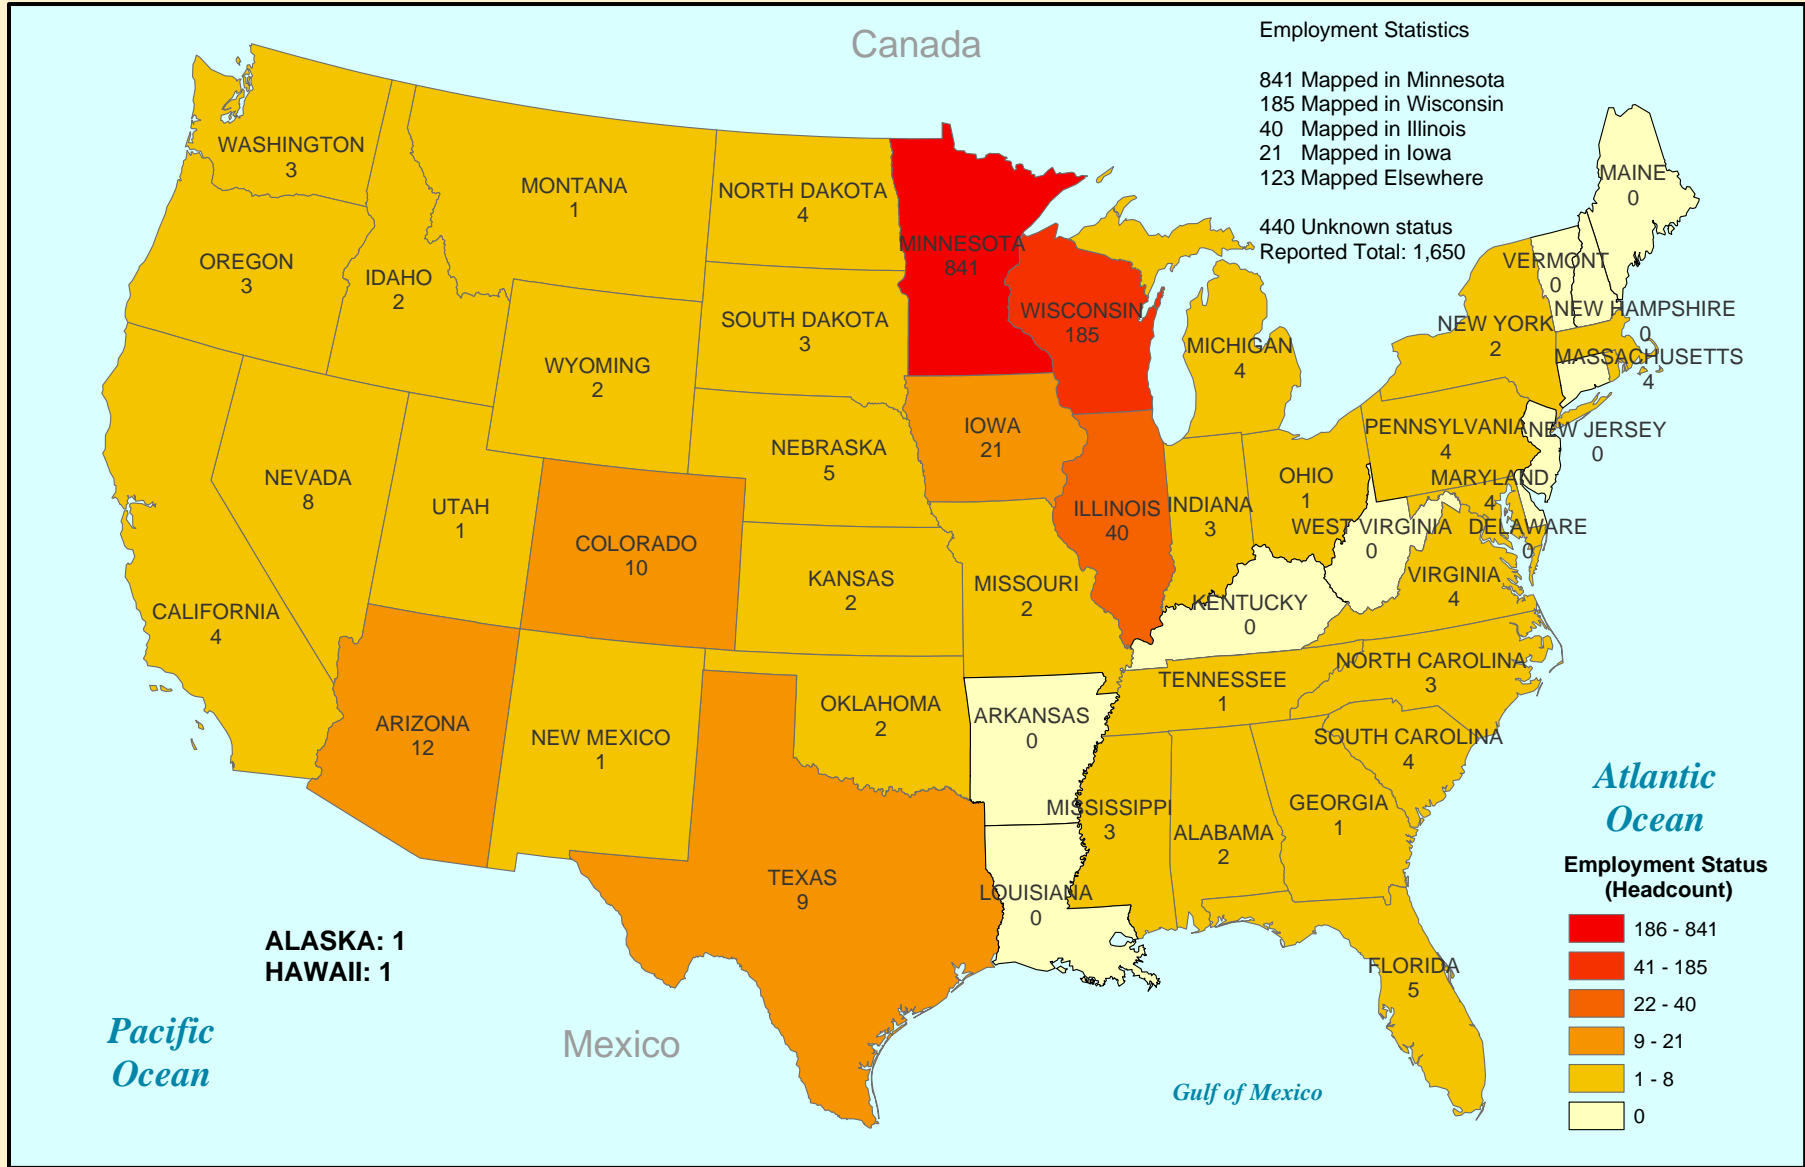 Canada
Employment Statistics
841 Mapped in Minnesota
185 Mapped in Wisconsin
40 Mapped in Illinois
21 Mapped in Iowa
123 Mapped Elsewhere
440 Unknown status
Reported Total: 1,650
WASHINGTON
3
MONTANA
1
NORTH DAKOTA
4
MINNESOTA
841
MAINE
0
OREGON
3
IDAHO
2
VERMONT
0
SOUTH DAKOTA
3
WISCONSIN
185
NEW HAMPSHIRE
0
NEW YORK
2
MICHIGAN
4
MASSACHUSETTS
4
WYOMING
2
IOWA
21
PENNSYLVANIA
4
NEW JERSEY
0
NEBRASKA
5
NEVADA
8
OHIO
1
MARYLAND
4
UTAH
1
ILLINOIS
40
INDIANA
3
WEST VIRGINIA
0
DELAWARE
0
COLORADO
10
KANSAS
2
MISSOURI
2
VIRGINIA
4
CALIFORNIA
4
KENTUCKY
0
NORTH CAROLINA
3
TENNESSEE
1
OKLAHOMA
2
ARKANSAS
0
ARIZONA
12
NEW MEXICO
1
SOUTH CAROLINA
4
MISSISSIPPI
3
GEORGIA
1
ALABAMA
2
TEXAS
9
LOUISIANA
0
FLORIDA
5
ALASKA: 1
HAWAII: 1
Pacific
Ocean
Mexico
Gulf of Mexico
Atlantic
Ocean
Employment Status
(Headcount)
186 - 841
41 - 185
22 - 40
9 - 21
1 - 8
0